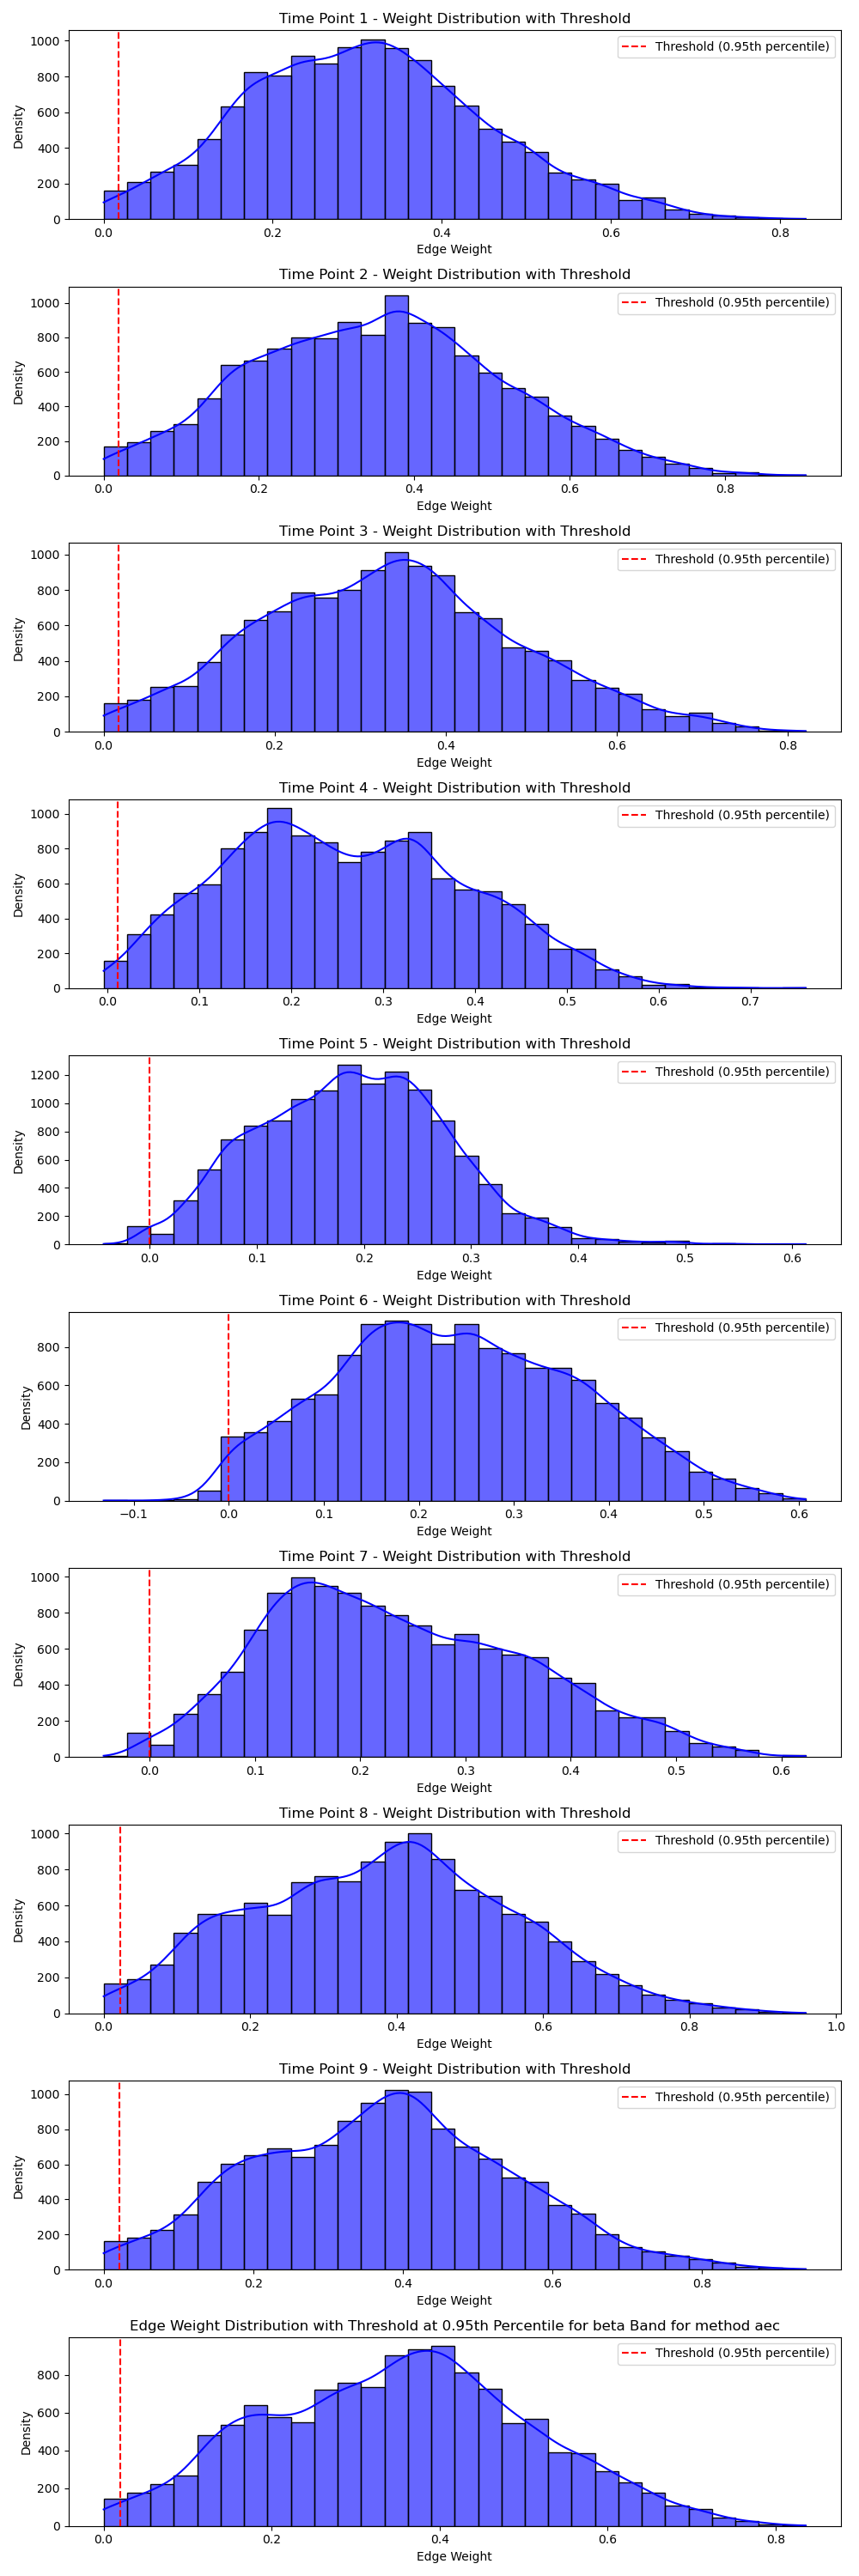 Time Point 1 - Weight Distribution with Threshold
Threshold (0.95th percentile)
Density
1000
800
600
400
200
0
0.0 0.2 0.4 0.6 0.8
Edge Weight
Time Point 2 - Weight Distribution with Threshold
Threshold (0.95th percentile)
Density
1000
800
600
400
200
0
0.0 0.2 0.4 0.6 0.8
Edge Weight
Time Point 3 - Weight Distribution with Threshold
Threshold (0.95th percentile)
Density
1000
800
600
400
200
0
0.0 0.2 0.4 0.6 0.8
Edge Weight
Time Point 4 - Weight Distribution with Threshold
Threshold (0.95th percentile)
Density
1000
800
600
400
200
0
0.0 0.1 0.2 0.3 0.4 0.5 0.6 0.7
Edge Weight
Time Point 5 - Weight Distribution with Threshold
Threshold (0.95th percentile)
Density
1200
1000
800
600
400
200
0
0.0 0.1 0.2 0.3 0.4 0.5 0.6
Edge Weight
Time Point 6 - Weight Distribution with Threshold
Threshold (0.95th percentile)
Density
800
600
400
200
0
−0.1 0.0 0.1 0.2 0.3 0.4 0.5 0.6
Edge Weight
Time Point 7 - Weight Distribution with Threshold
Threshold (0.95th percentile)
Density
1000
800
600
400
200
0
0.0 0.1 0.2 0.3 0.4 0.5 0.6
Edge Weight
Time Point 8 - Weight Distribution with Threshold
Threshold (0.95th percentile)
Density
1000
800
600
400
200
0
0.0 0.2 0.4 0.6 0.8 1.0
Edge Weight
Time Point 9 - Weight Distribution with Threshold
Threshold (0.95th percentile)
Density
1000
800
600
400
200
0
0.0 0.2 0.4 0.6 0.8
Edge Weight
Edge Weight Distribution with Threshold at 0.95th Percentile for beta Band for method aec
Threshold (0.95th percentile)
Density
800
600
400
200
0
0.0 0.2 0.4 0.6 0.8
Edge Weight